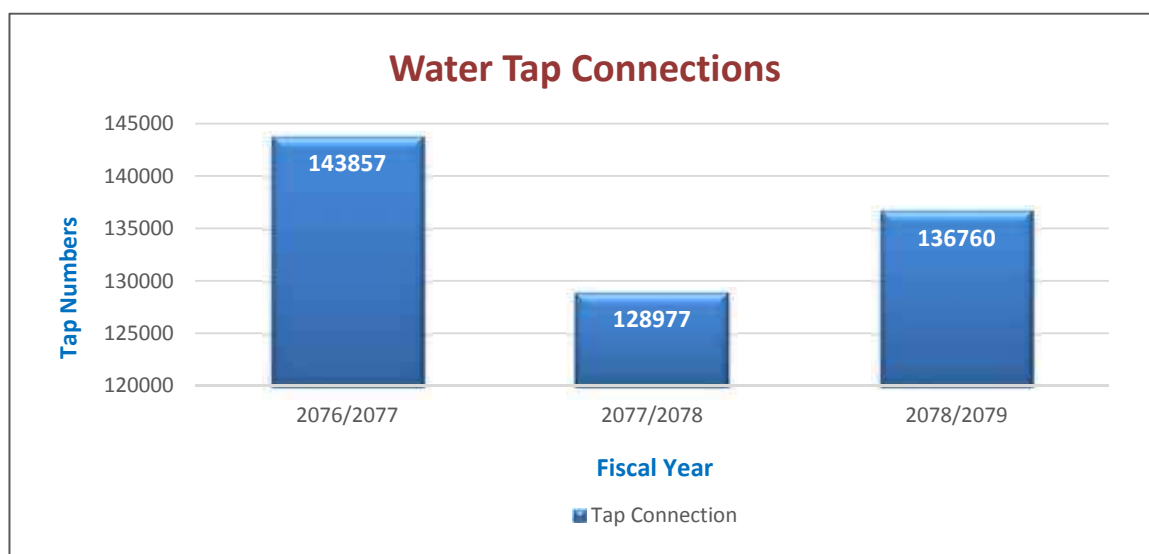 Water Tap Connections
145000
140000
135000
130000
125000
120000
Tap Numbers
143857
128977
136760
2076/2077 2077/2078 2078/2079
Fiscal Year
Tap Connection